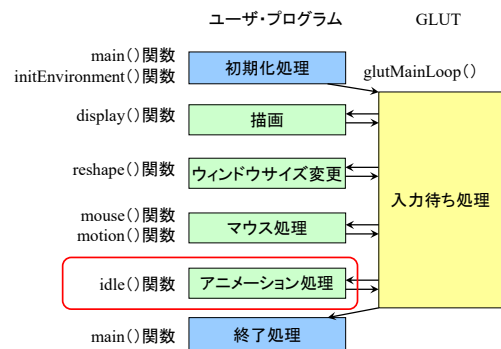 ユーザ・プログラム
GLUT
main()関数
initEnvironment()関数
初期化処理
glutMainLoop()
display()関数
描画
reshape()関数
ウィンドウサイズ変更
入力待ち処理
mouse()関数
motion()関数
マウス処理
idle()関数
アニメーション処理
main()関数
終了処理